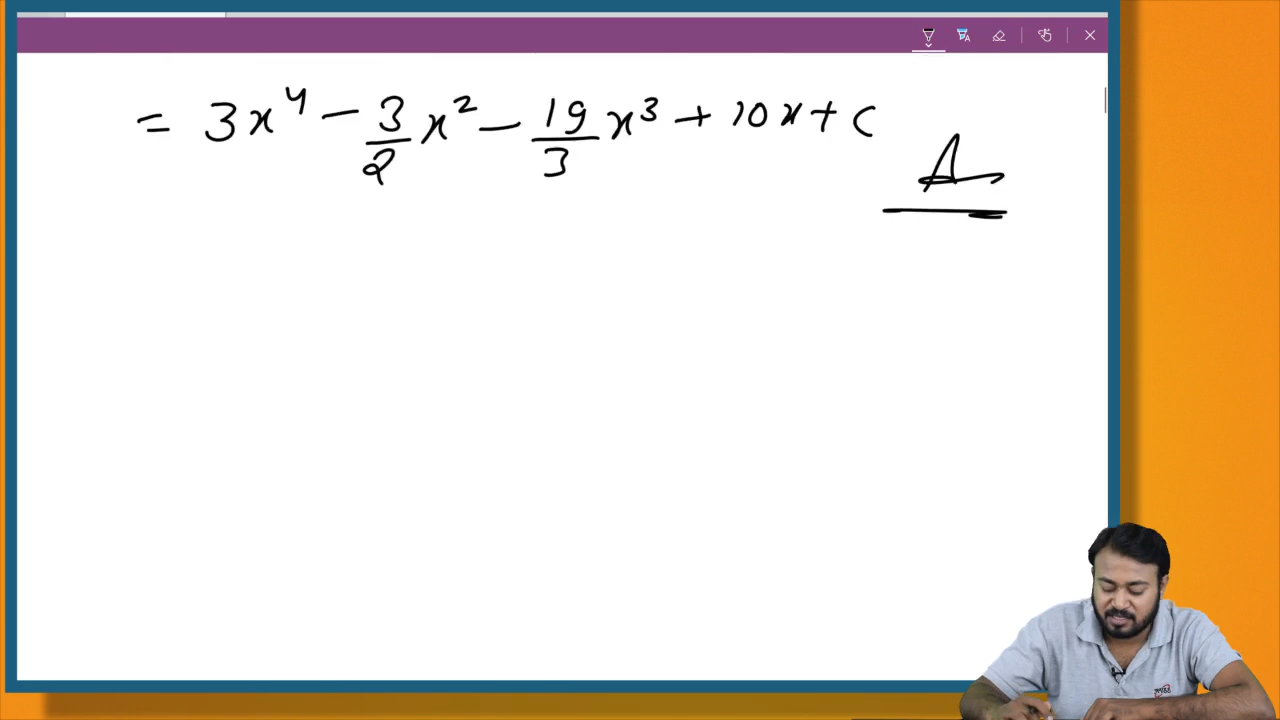 = 3x⁴ − 3/2 x² − 19/3 x³ + 10x + c